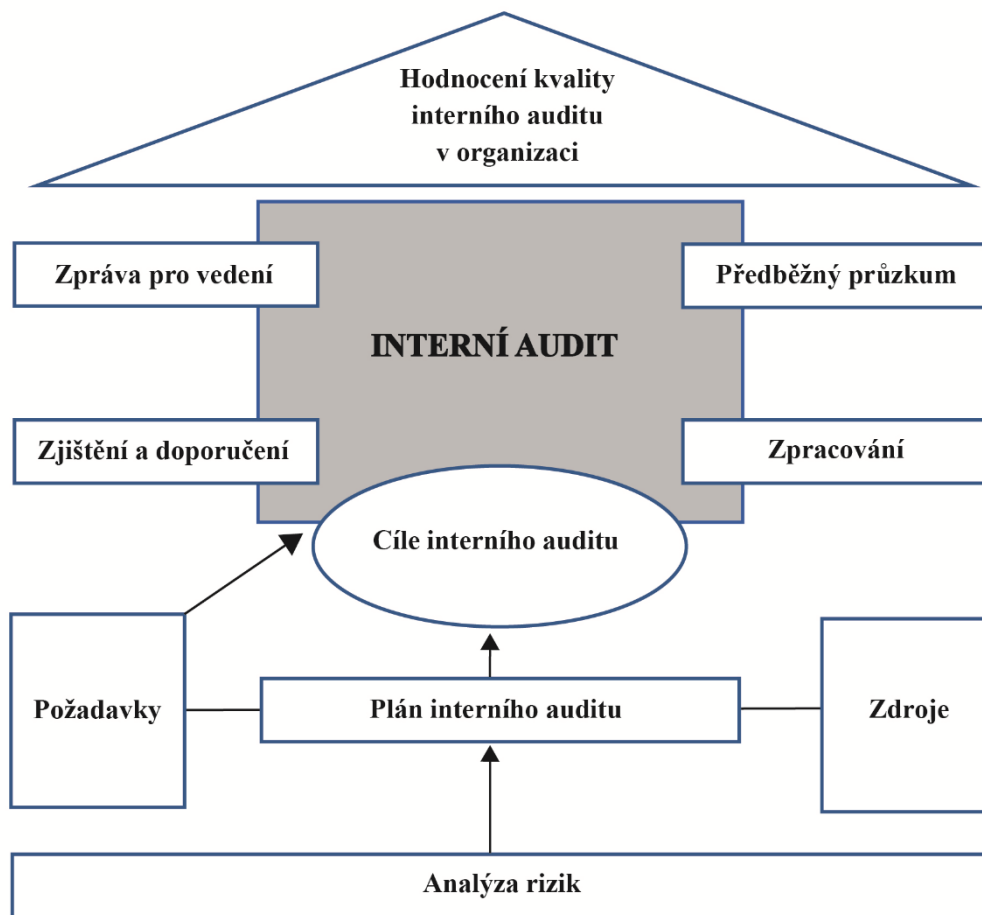 Hodnocení kvality
interního auditu
v organizaci
Zpráva pro vedení
Předběžný průzkum
INTERNÍ AUDIT
Zjištění a doporučení
Zpracování
Cíle interního auditu
Požadavky
Plán interního auditu
Zdroje
Analýza rizik